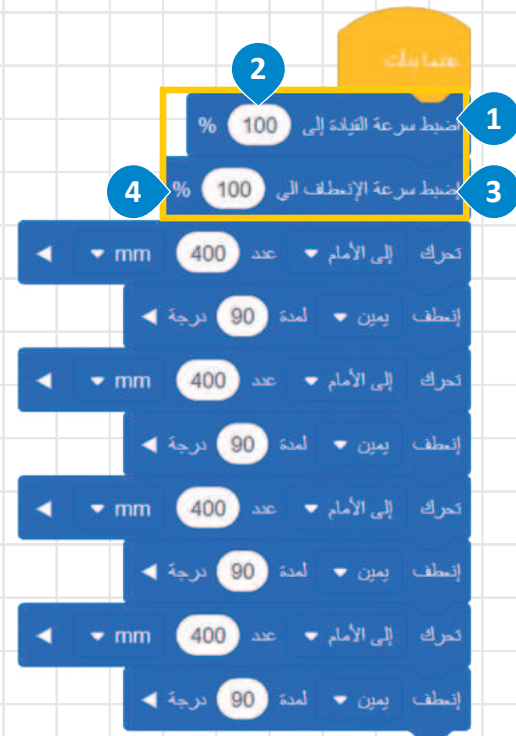 عندما يبدأ
2
اضبط سرعة القيادة إلى 100 %
1
إضبط سرعة الإنعطاف الى 100 %
3
4
تحرك إلى الأمام عدد 400 mm
إنعطف يمين لمدة 90 درجة
تحرك إلى الأمام عدد 400 mm
إنعطف يمين لمدة 90 درجة
تحرك إلى الأمام عدد 400 mm
إنعطف يمين لمدة 90 درجة
تحرك إلى الأمام عدد 400 mm
إنعطف يمين لمدة 90 درجة